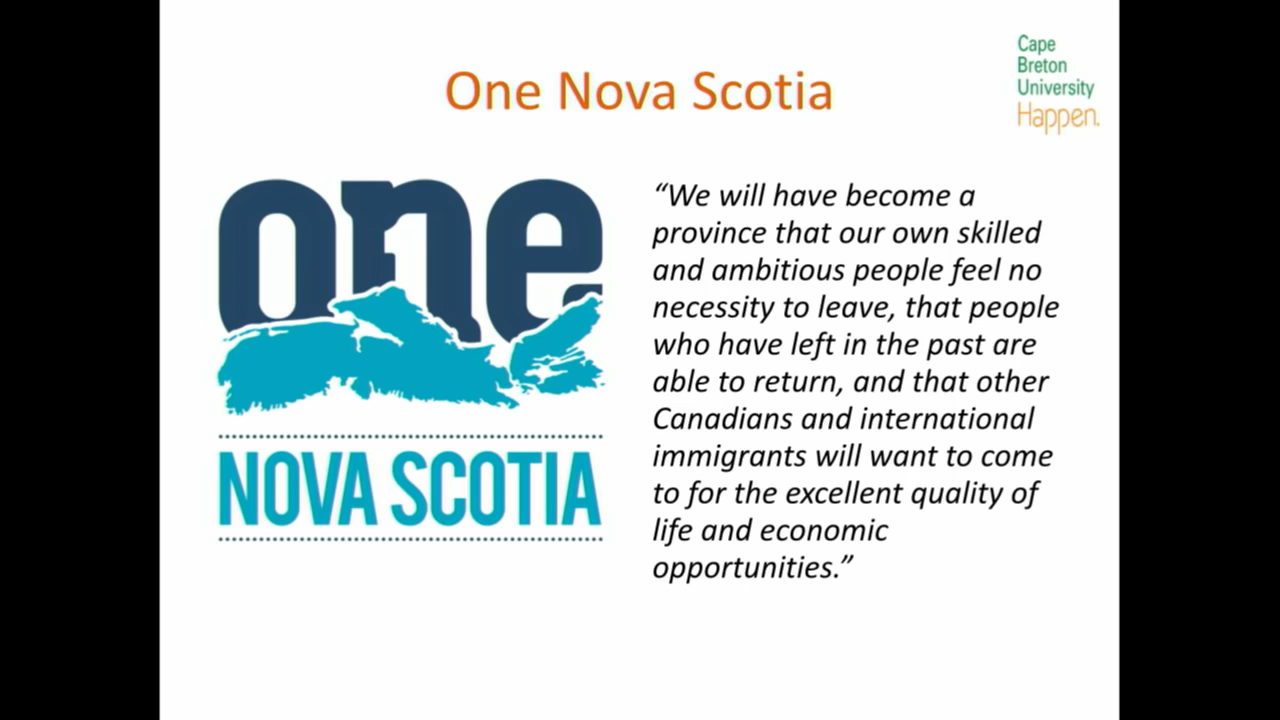 Cape
Breton
University
Happen.
One Nova Scotia
one
NOVA SCOTIA
“We will have become a
province that our own skilled
and ambitious people feel no
necessity to leave, that people
who have left in the past are
able to return, and that other
Canadians and international
immigrants will want to come
to for the excellent quality of
life and economic
opportunities.”